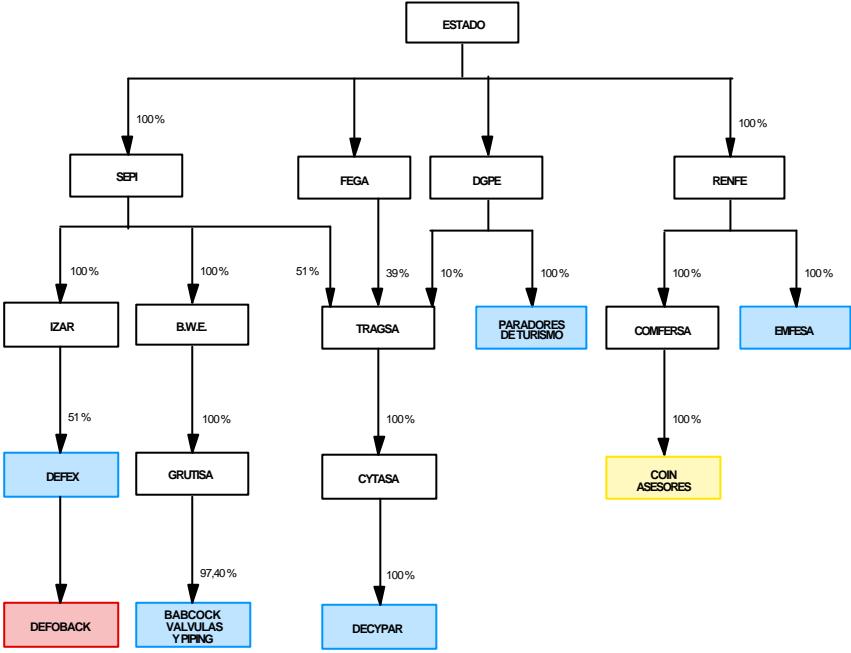 ESTADO
100%
100%
SEPI
FEGA
DGPE
RENFE
100%
100%
51%
39%
10%
100%
100%
100%
IZAR
B.W.E.
TRAGSA
PARADORES
DE TURISMO
COMFERSA
EMFESA
51%
100%
100%
100%
DEFEX
GRUTISA
CYTASA
COIN
ASESORES
97,40%
100%
DEFOBACK
BABCOCK
VALVULAS
Y PIPING
DECYPAR